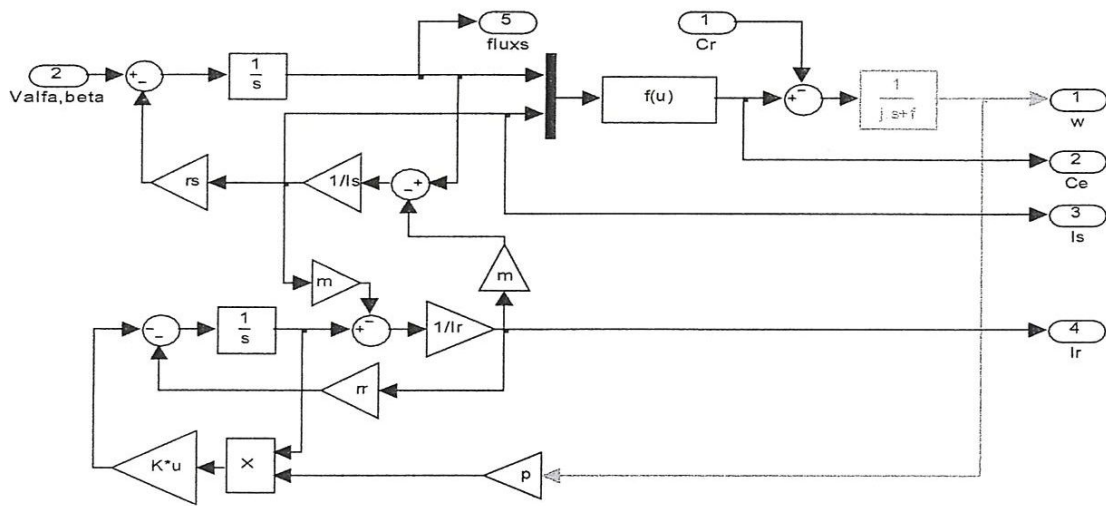 5
fluxs
1
Cr
2
Valfa,beta
+
-
1
s
f(u)
+
-
1
j.s+f
1
w
2
Ce
rs
1/ls
-
+
3
Is
m
m
-
-
1
s
+
-
1/lr
4
Ir
rr
K*u
X
p